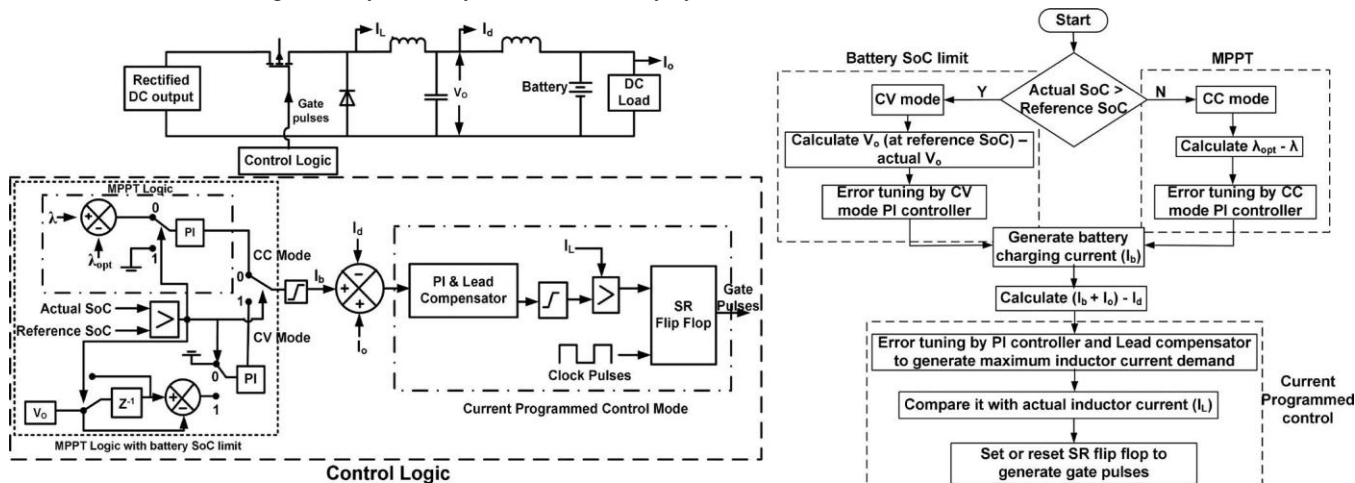 Rectified
DC output
Gate
pulses
I_L
I_d
V_o
Battery
DC
Load
I_o
Control Logic
MPPT Logic
λ
+
−
λ_opt
0
1
PI
CC Mode
0
1
CV Mode
Actual SoC
Reference SoC
>
0
1
PI
V_o
Z⁻¹
+
−
1
MPPT Logic with battery SoC limit
I_b
I_d
−
+
+
I_o
PI & Lead
Compensator
I_L
>
SR
Flip Flop
Gate
Pulses
Clock Pulses
Current Programmed Control Mode
Control Logic
Start
Battery SoC limit
MPPT
Actual SoC >
Reference SoC
Y
N
CV mode
CC mode
Calculate V_o (at reference SoC) –
actual V_o
Calculate λ_opt - λ
Error tuning by CV
mode PI controller
Error tuning by CC
mode PI controller
Generate battery
charging current (I_b)
Calculate (I_b + I_o) - I_d
Error tuning by PI controller and Lead compensator
to generate maximum inductor current demand
Compare it with actual inductor current (I_L)
Set or reset SR flip flop to
generate gate pulses
Current
Programmed
control